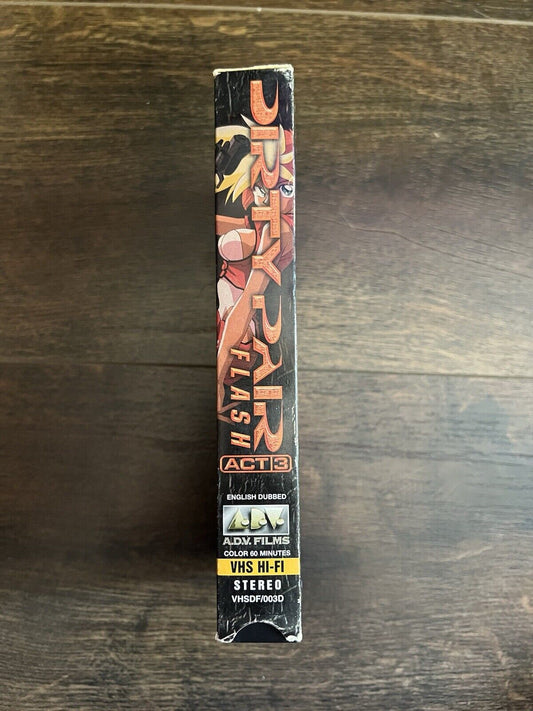 DIRTY PAIR
FLASH
ACT 3
ENGLISH DUBBED
A.D.V.
A.D.V. FILMS
COLOR 60 MINUTES
VHS HI-FI
STEREO
VHSDF/003D